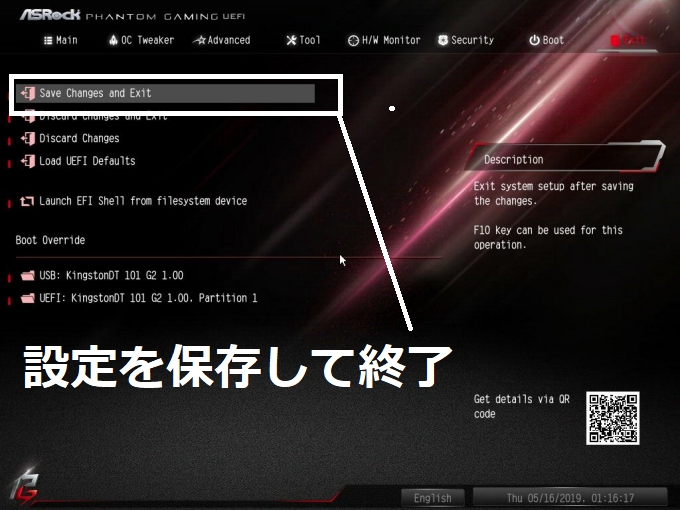 ASRock PHANTOM GAMING UEFI
Main OC Tweaker Advanced Tool H/W Monitor Security Boot Exit
Save Changes and Exit
Discard Changes and Exit
Discard Changes
Load UEFI Defaults
Launch EFI Shell from filesystem device
Boot Override
USB: KingstonDT 101 G2 1.00
UEFI: KingstonDT 101 G2 1.00, Partition 1
Description
Exit system setup after saving
the changes.
F10 key can be used for this
operation.
設定を保存して終了
Get details via QR
code
English
Thu 05/16/2019, 01:16:17